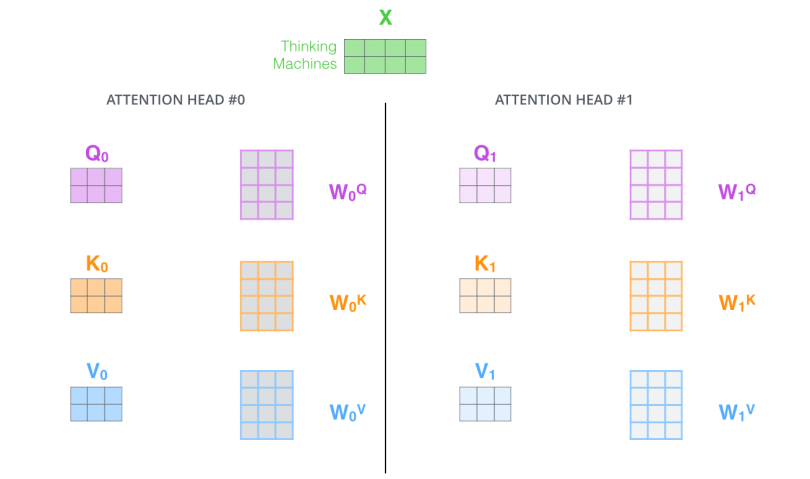 X
Thinking
Machines
ATTENTION HEAD #0
ATTENTION HEAD #1
Q₀
W₀Q
Q₁
W₁Q
K₀
W₀K
K₁
W₁K
V₀
W₀V
V₁
W₁V